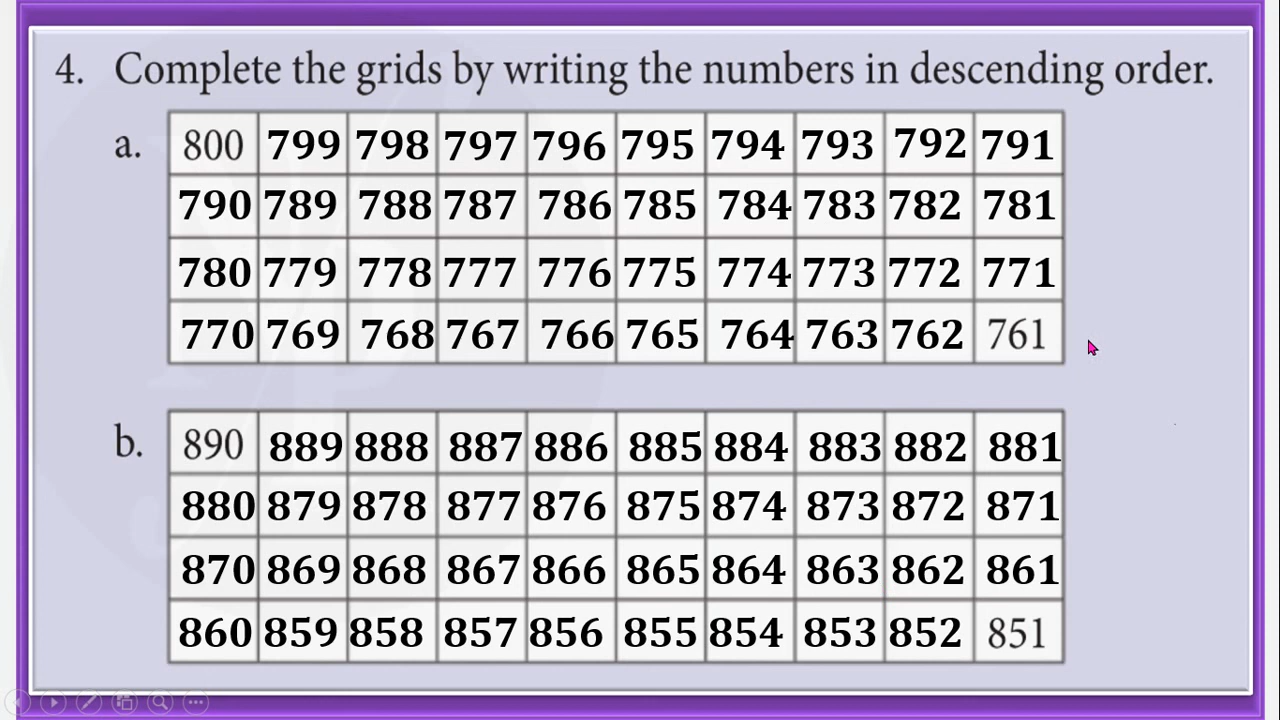 4. Complete the grids by writing the numbers in descending order.
a. 800 799 798 797 796 795 794 793 792 791
790 789 788 787 786 785 784 783 782 781
780 779 778 777 776 775 774 773 772 771
770 769 768 767 766 765 764 763 762 761
b. 890 889 888 887 886 885 884 883 882 881
880 879 878 877 876 875 874 873 872 871
870 869 868 867 866 865 864 863 862 861
860 859 858 857 856 855 854 853 852 851